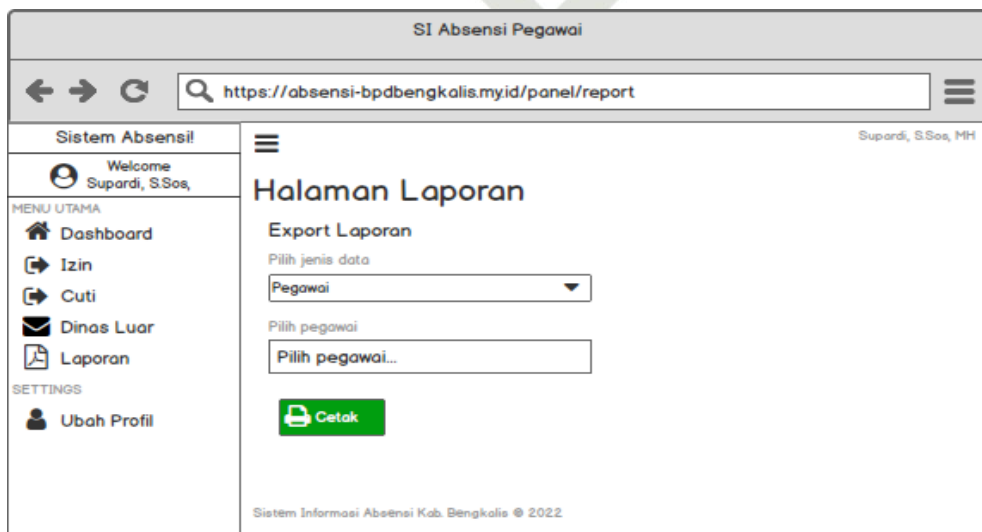 SI Absensi Pegawai
https://absensi-bpdbengkalis.my.id/panel/report
Sistem Absensi!
Welcome
Supardi, S.Sos,
MENU UTAMA
Dashboard
Izin
Cuti
Dinas Luar
Laporan
SETTINGS
Ubah Profil
Supardi, S.Sos, MH
Halaman Laporan
Export Laporan
Pilih jenis data
Pegawai
Pilih pegawai
Pilih pegawai...
Cetak
Sistem Informasi Absensi Kab. Bengkalis © 2022